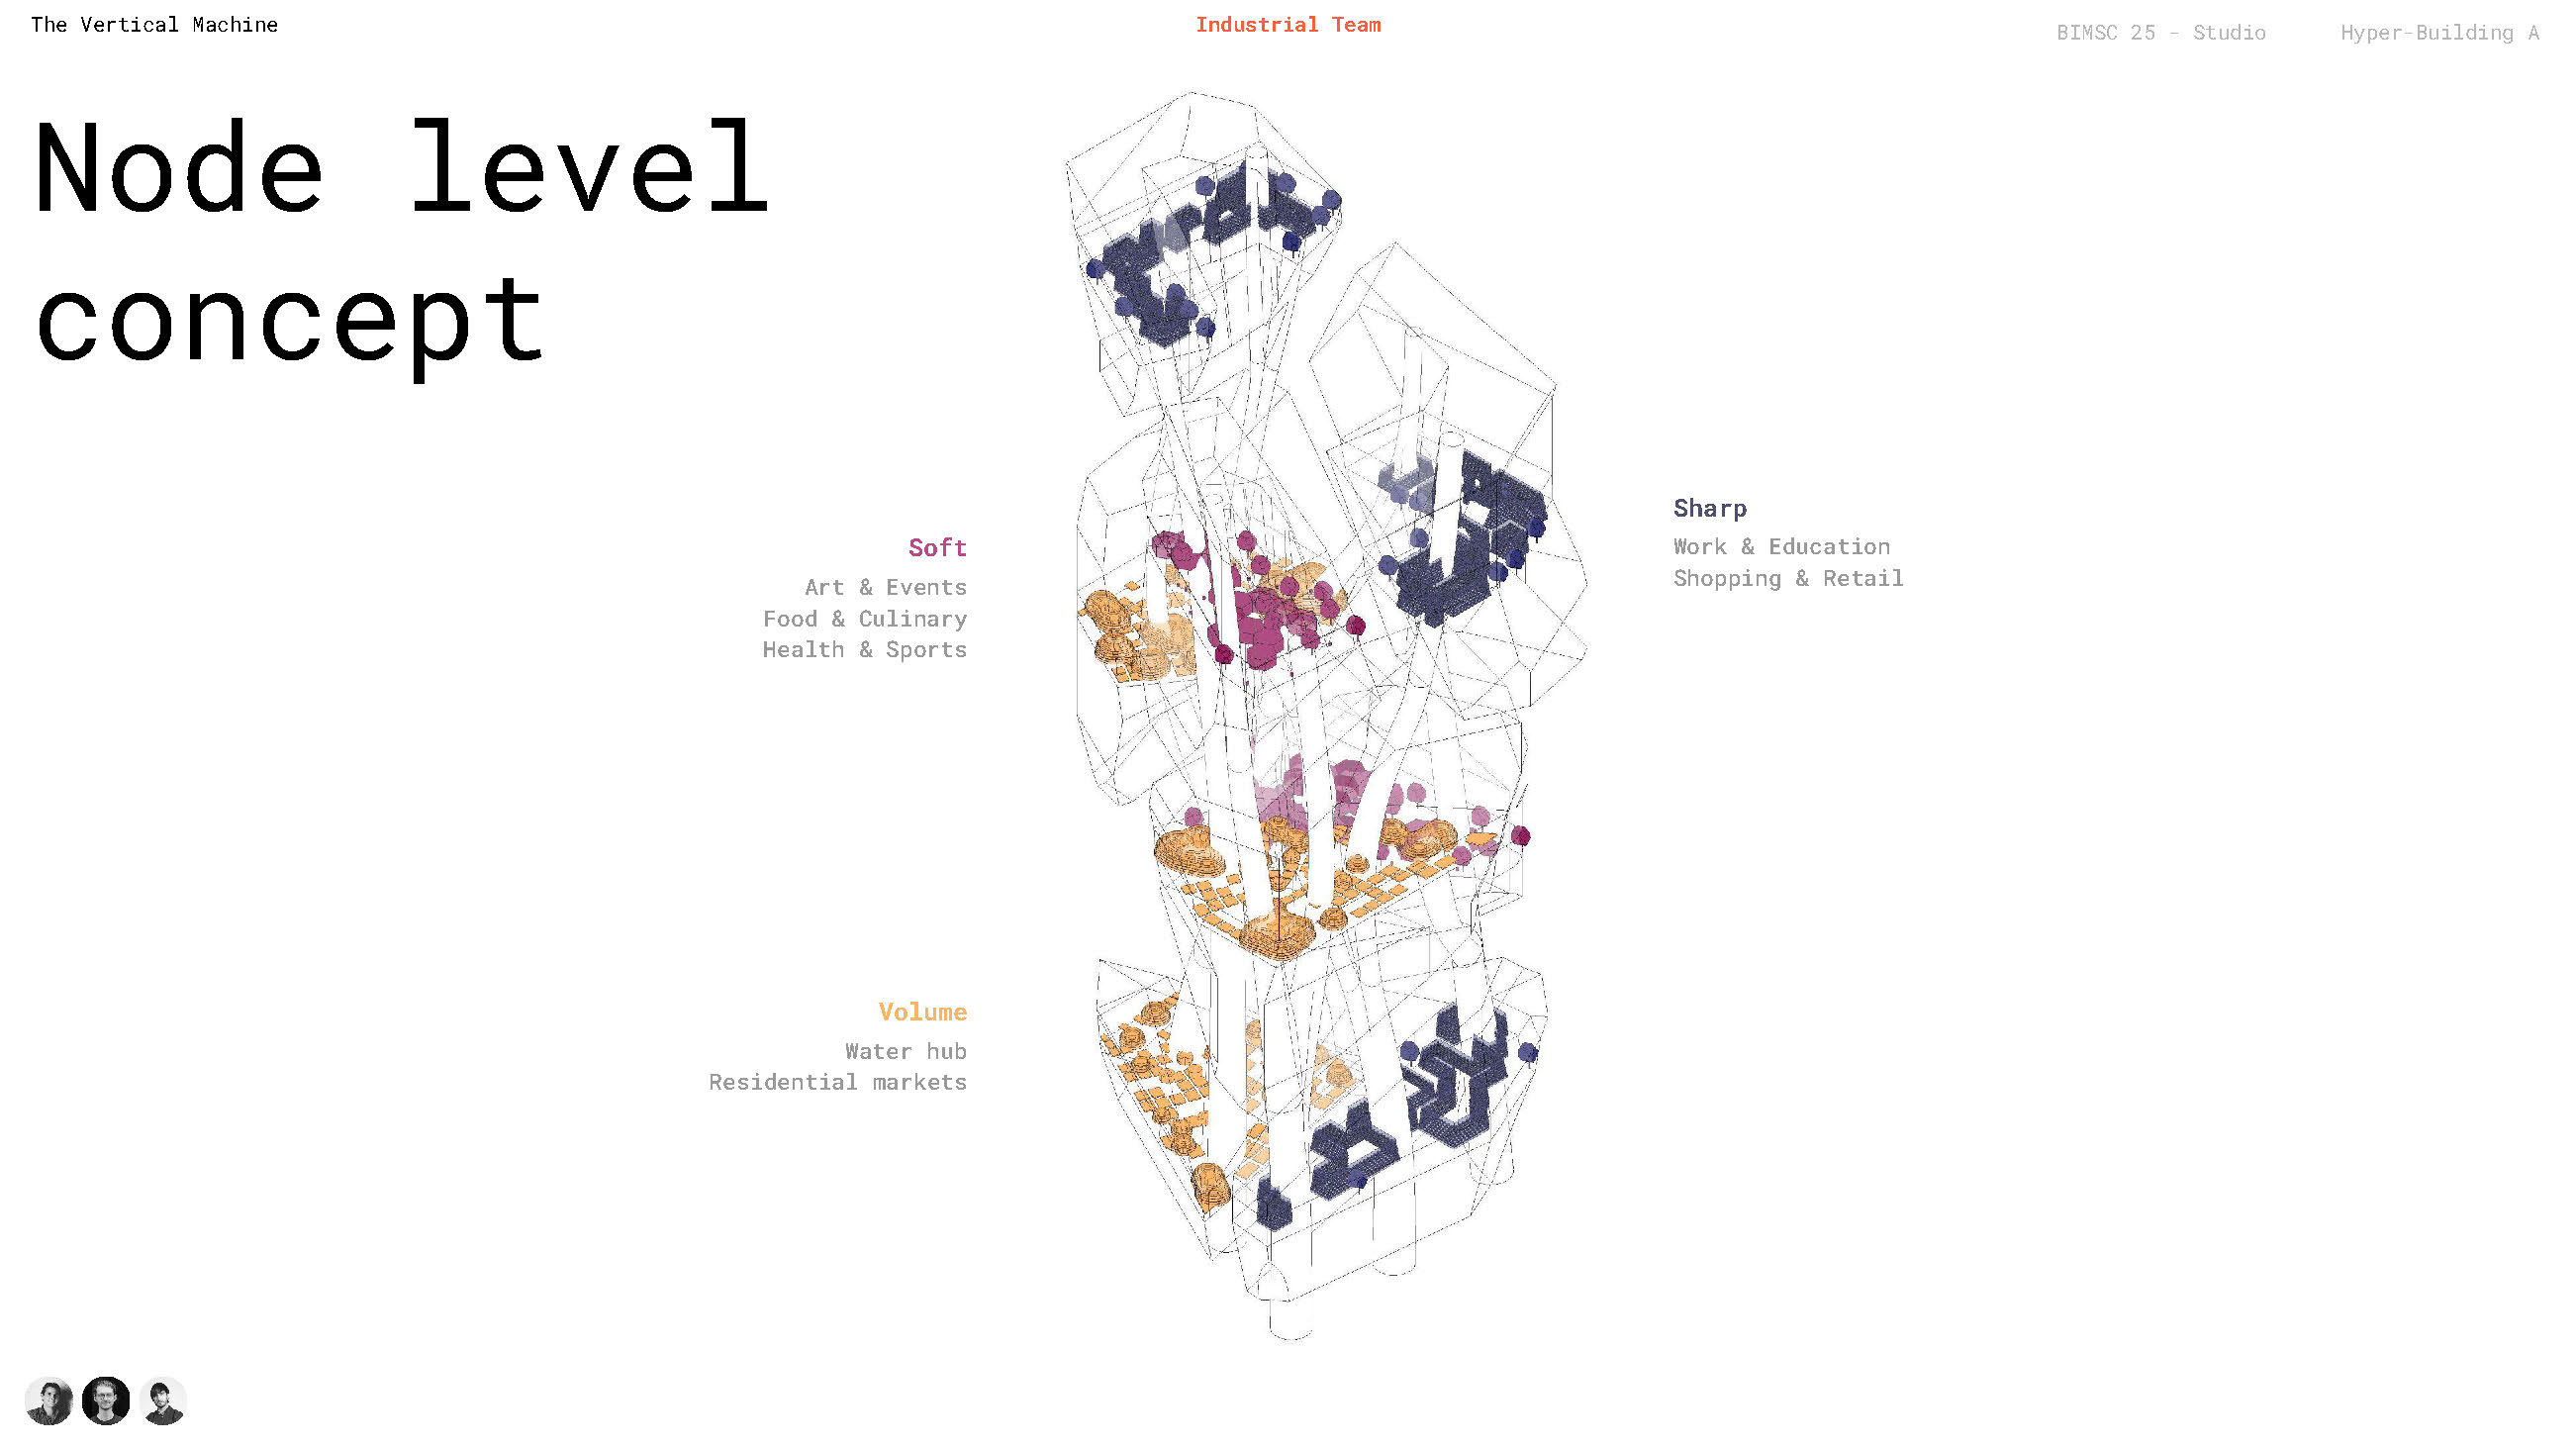 The Vertical Machine
Industrial Team
BIMSC 25 - Studio
Hyper-Building A
Node level
concept
Soft
Art & Events
Food & Culinary
Health & Sports
Sharp
Work & Education
Shopping & Retail
Volume
Water hub
Residential markets